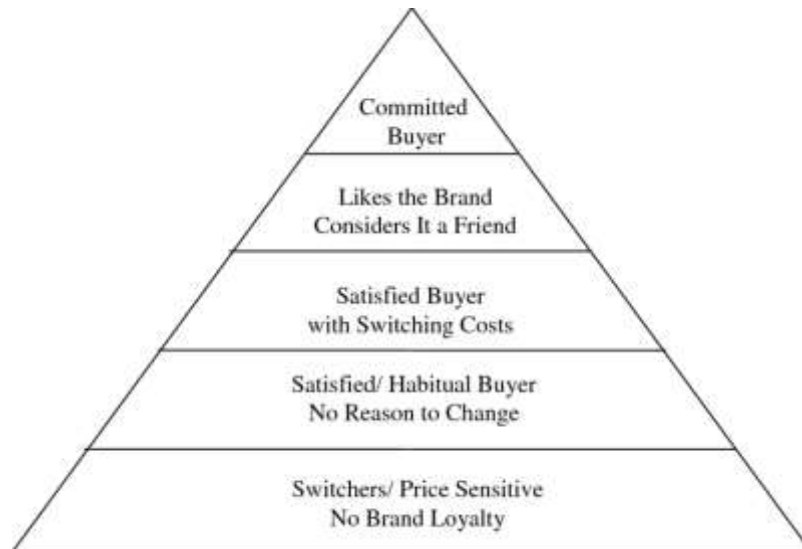 Committed
Buyer
Likes the Brand
Considers It a Friend
Satisfied Buyer
with Switching Costs
Satisfied/ Habitual Buyer
No Reason to Change
Switchers/ Price Sensitive
No Brand Loyalty